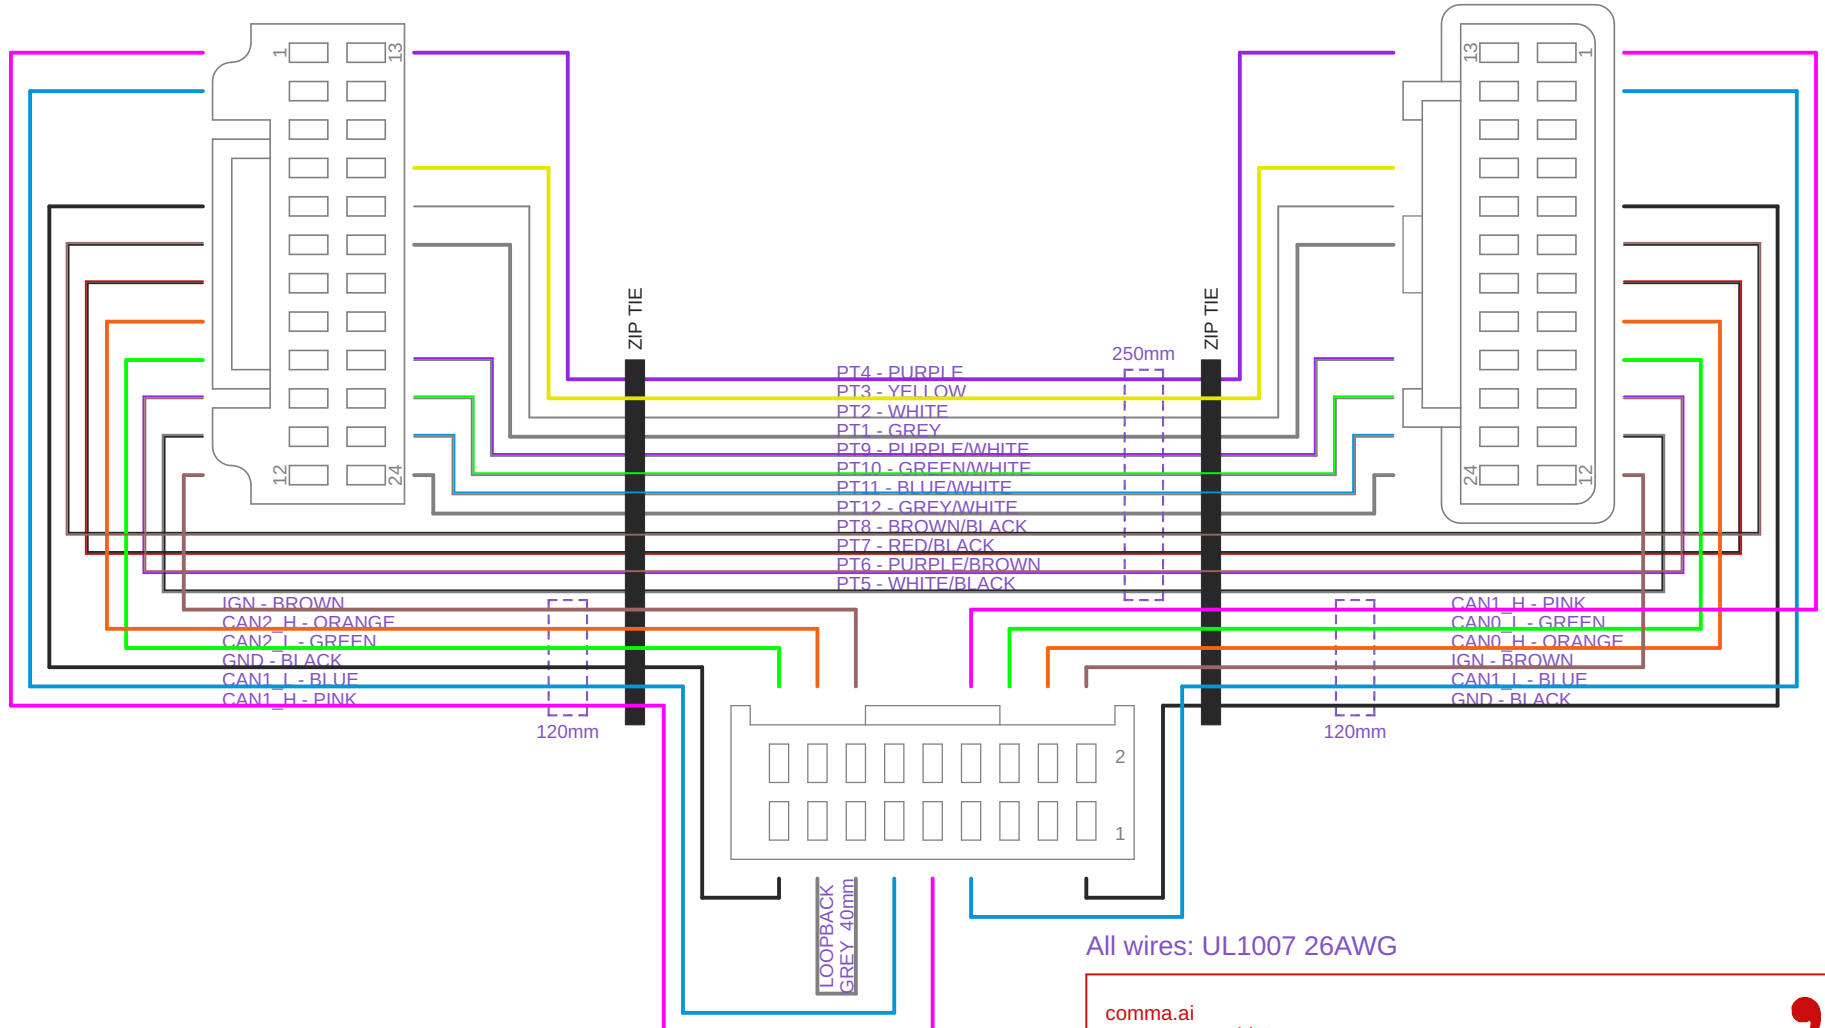 1
13
12
24
13
1
24
12
ZIP TIE
ZIP TIE
250mm
PT4 - PURPLE
PT3 - YELLOW
PT2 - WHITE
PT1 - GREY
PT9 - PURPLE/WHITE
PT10 - GREEN/WHITE
PT11 - BLUE/WHITE
PT12 - GREY/WHITE
PT8 - BROWN/BLACK
PT7 - RED/BLACK
PT6 - PURPLE/BROWN
PT5 - WHITE/BLACK
IGN - BROWN
CAN2_H - ORANGE
CAN2_L - GREEN
GND - BLACK
CAN1_L - BLUE
CAN1_H - PINK
120mm
CAN1_H - PINK
CAN0_L - GREEN
CAN0_H - ORANGE
IGN - BROWN
CAN1_L - BLUE
GND - BLACK
120mm
2
1
LOOPBACK
GREY 40mm
All wires: UL1007 26AWG
comma.ai